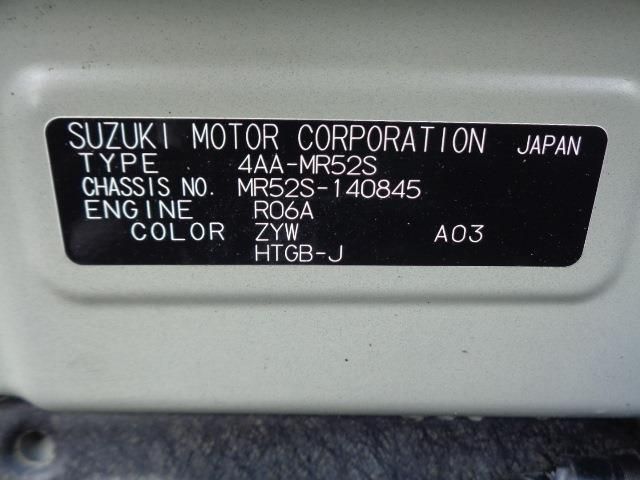 SUZUKI MOTOR CORPORATION JAPAN
TYPE 4AA-MR52S
CHASSIS NO. MR52S-140845
ENGINE R06A
COLOR ZYW A03
HTGB-J